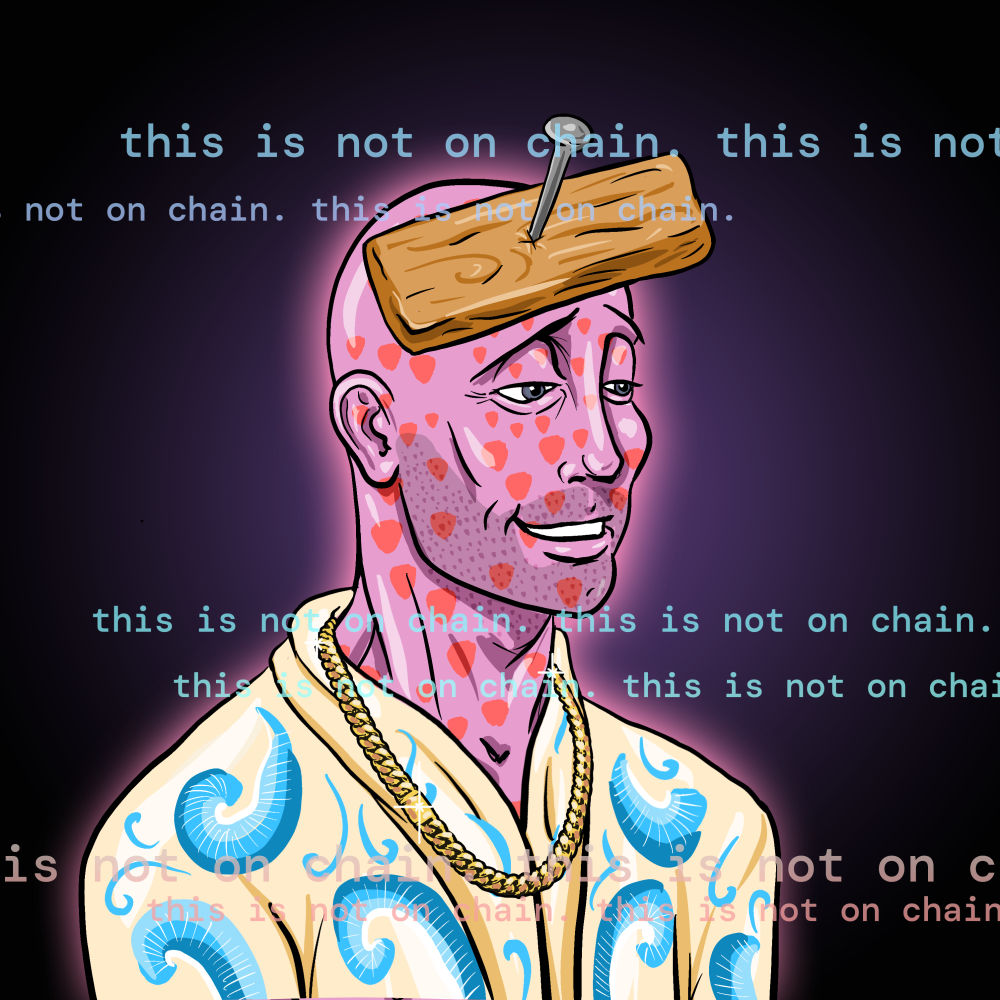 this is not on chain. this is not
not on chain. this is not on chain.
this is not on chain. this is not on chain.
this is not on chain. this is not on chai
is not on chain. this is not on c
this is not on chain. this is not on chain